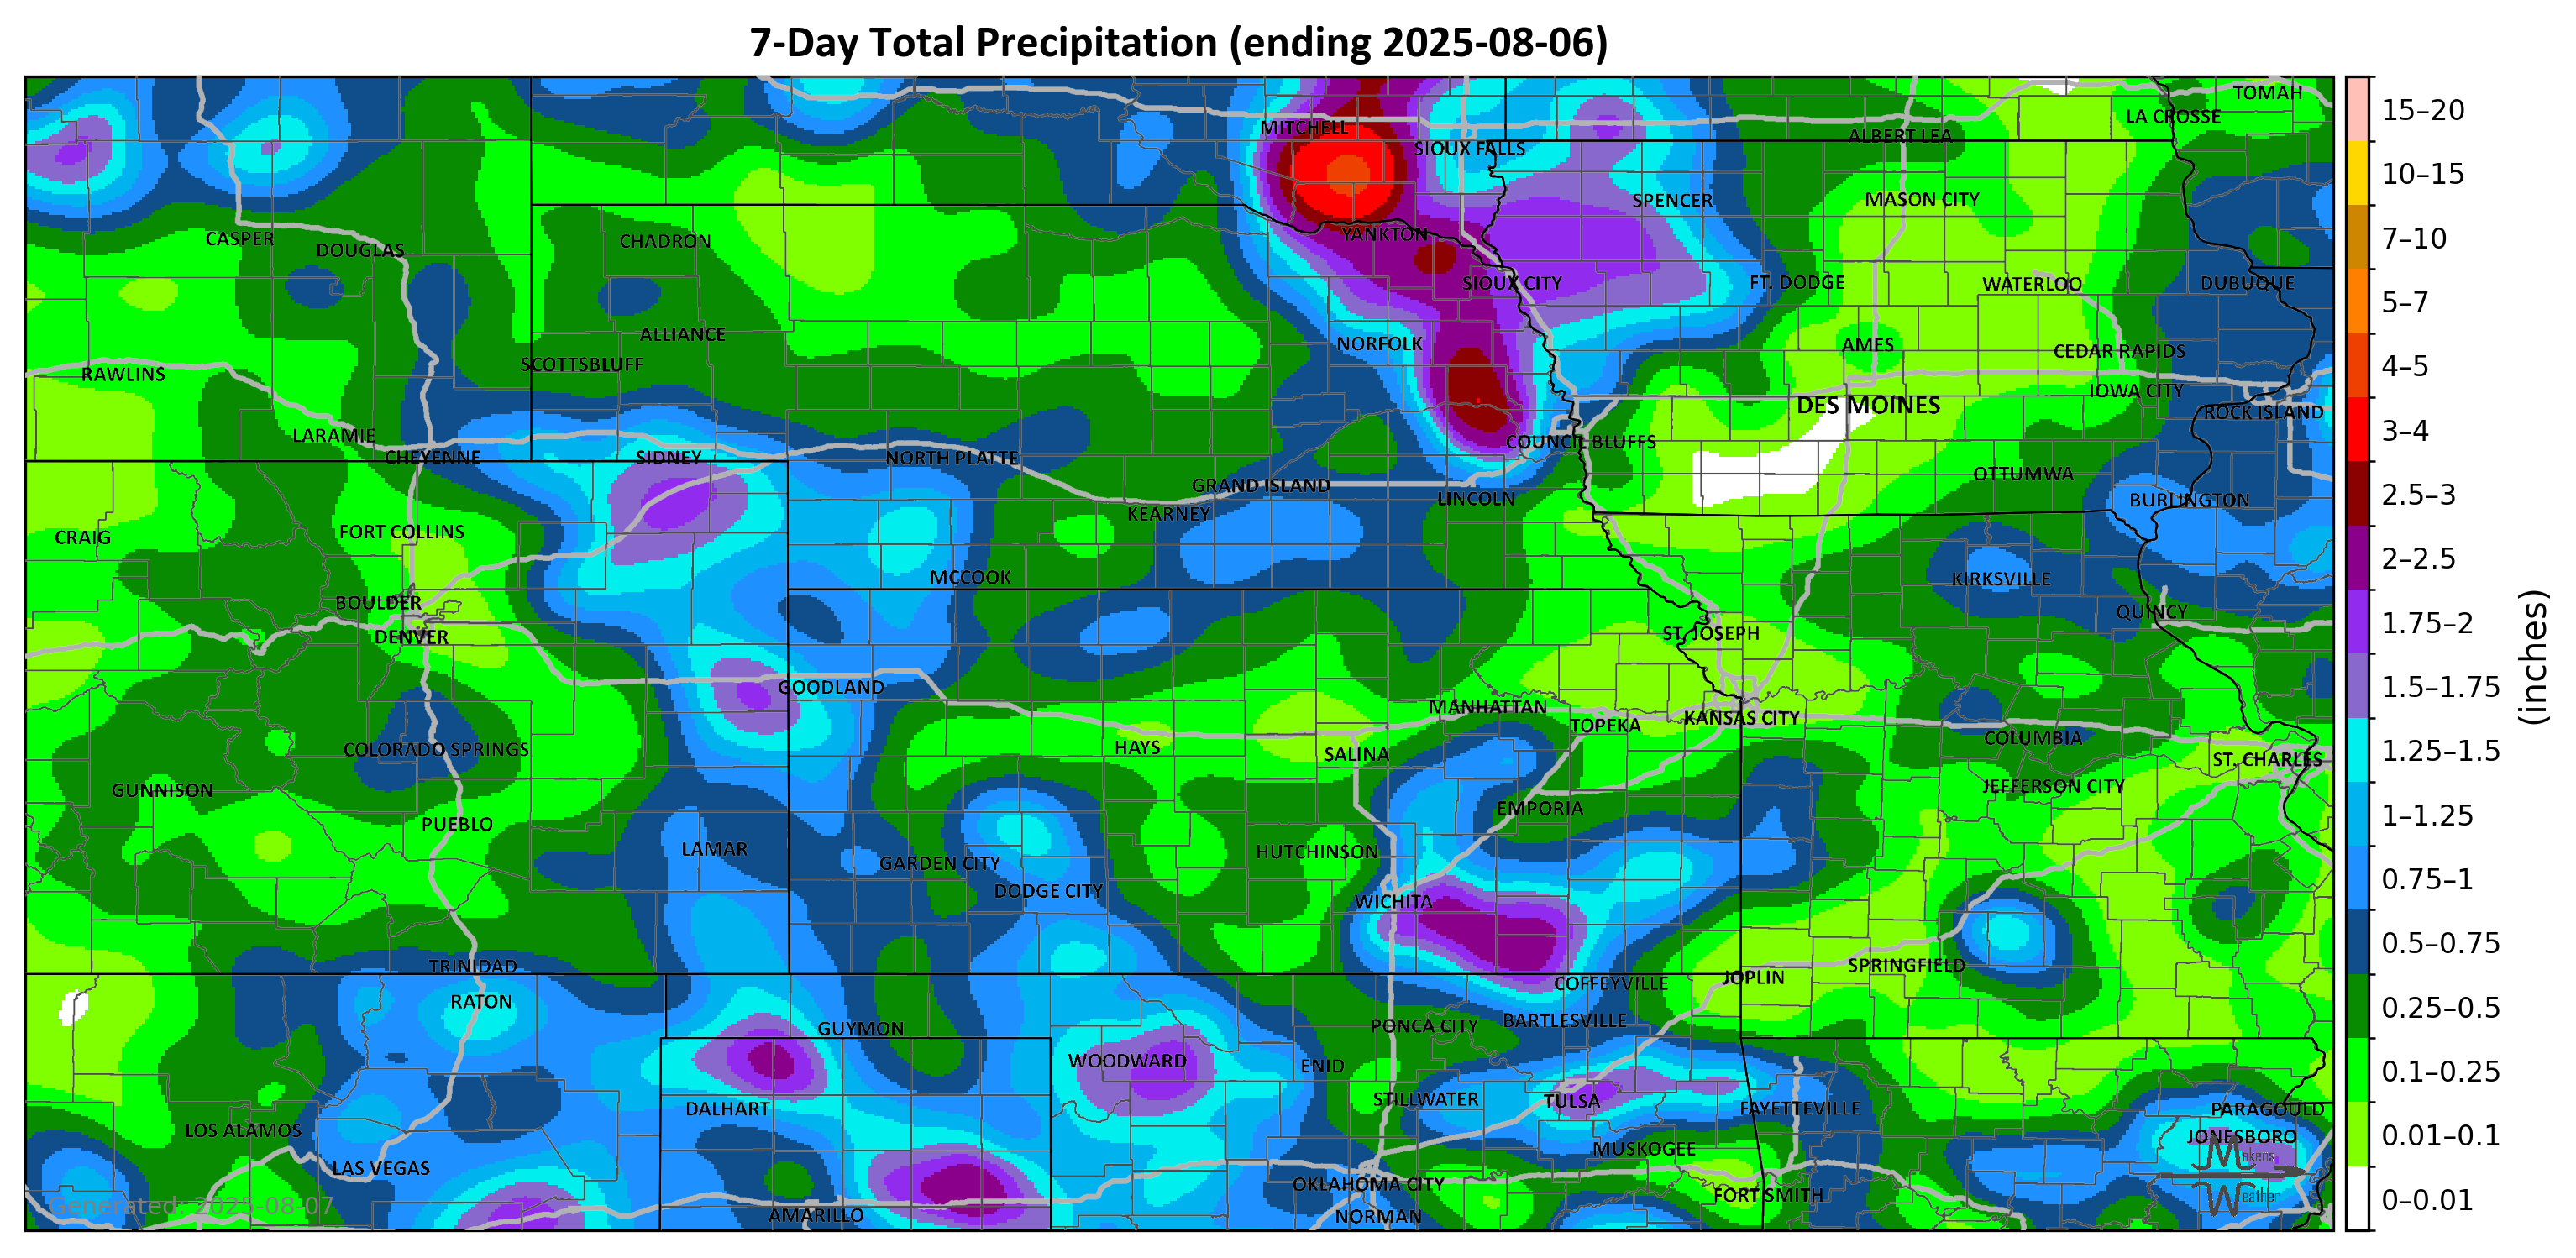 7-Day Total Precipitation (ending 2025-08-06)
TOMAH
LA CROSSE
MITCHELL
ALBERT LEA
SIOUX FALLS
SPENCER
MASON CITY
CASPER
DOUGLAS
CHADRON
YANKTON
SIOUX CITY
FT. DODGE
WATERLOO
DUBUQUE
ALLIANCE
NORFOLK
AMES
CEDAR RAPIDS
SCOTTSBLUFF
RAWLINS
IOWA CITY
DES MOINES
ROCK ISLAND
LARAMIE
COUNCIL BLUFFS
CHEYENNE
SIDNEY
NORTH PLATTE
OTTUMWA
GRAND ISLAND
LINCOLN
BURLINGTON
KEARNEY
FORT COLLINS
CRAIG
MCCOOK
KIRKSVILLE
BOULDER
QUINCY
DENVER
ST. JOSEPH
GOODLAND
MANHATTAN
KANSAS CITY
TOPEKA
COLUMBIA
HAYS
COLORADO SPRINGS
SALINA
ST. CHARLES
GUNNISON
JEFFERSON CITY
EMPORIA
PUEBLO
LAMAR
HUTCHINSON
GARDEN CITY
DODGE CITY
WICHITA
TRINIDAD
SPRINGFIELD
JOPLIN
COFFEYVILLE
RATON
BARTLESVILLE
GUYMON
PONCA CITY
WOODWARD
ENID
STILLWATER
TULSA
DALHART
FAYETTEVILLE
PARAGOULD
LOS ALAMOS
JONESBORO
MUSKOGEE
LAS VEGAS
OKLAHOMA CITY
FORT SMITH
AMARILLO
NORMAN
Generated: 2025-08-07
Makens
Weather
15–20
10–15
7–10
5–7
4–5
3–4
2.5–3
2–2.5
1.75–2
1.5–1.75
1.25–1.5
1–1.25
0.75–1
0.5–0.75
0.25–0.5
0.1–0.25
0.01–0.1
0–0.01
(inches)